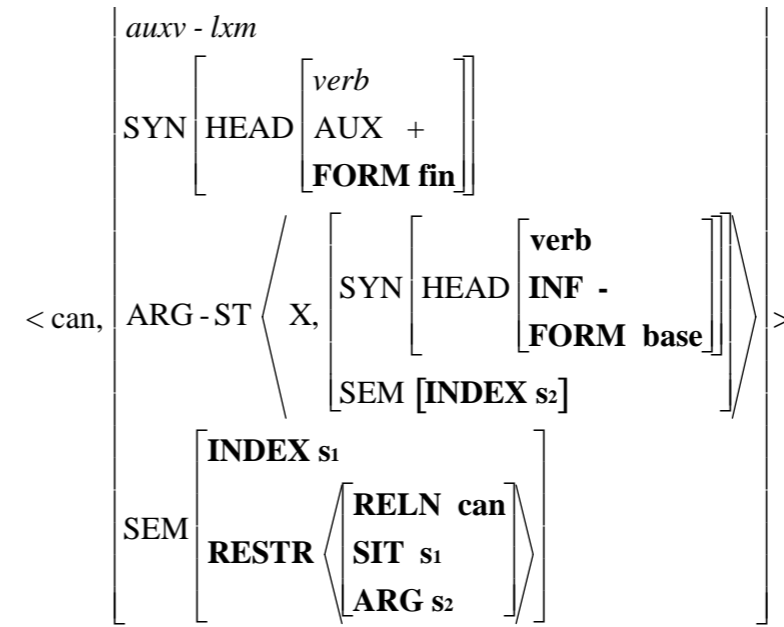 auxv - lxm
verb
SYN HEAD AUX +
FORM fin
verb
SYN HEAD INF -
< can, ARG - ST X, FORM base >
SEM [INDEX s2]
INDEX s1
RELN can
SEM RESTR SIT s1
ARG s2